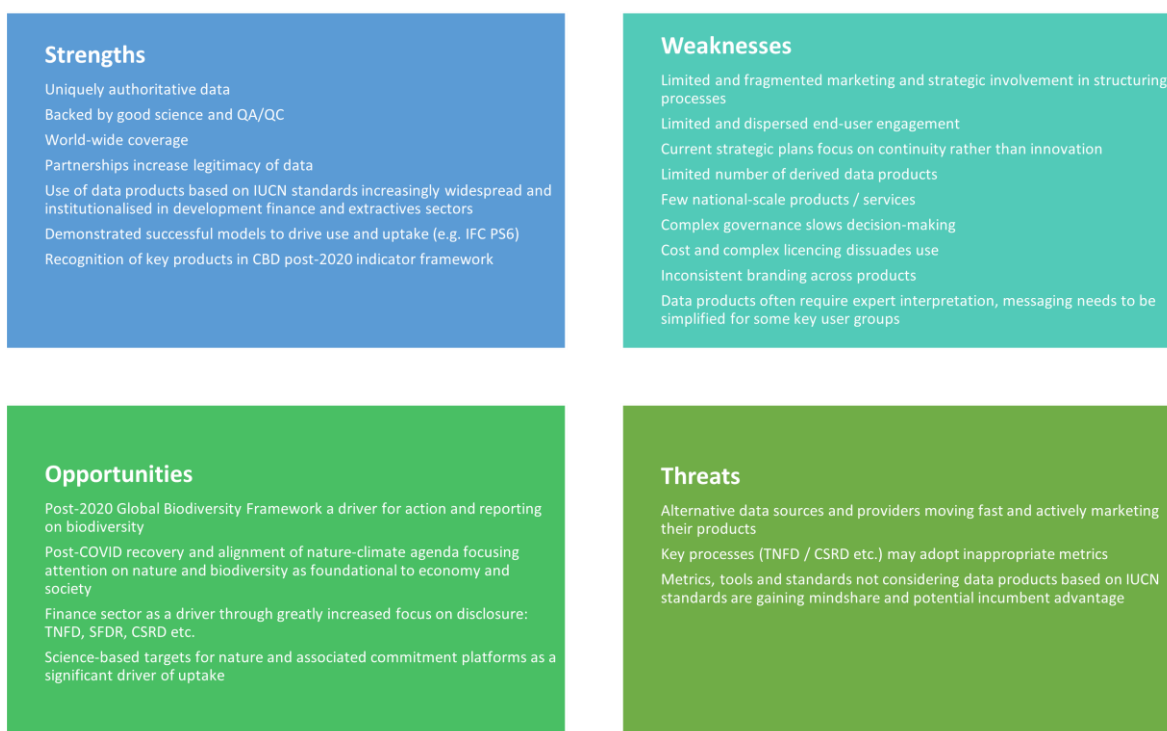 Strengths
Uniquely authoritative data
Backed by good science and QA/QC
World-wide coverage
Partnerships increase legitimacy of data
Use of data products based on IUCN standards increasingly widespread and
institutionalised in development finance and extractives sectors
Demonstrated successful models to drive use and uptake (e.g. IFC PS6)
Recognition of key products in CBD post-2020 indicator framework
Weaknesses
Limited and fragmented marketing and strategic involvement in structuring
processes
Limited and dispersed end-user engagement
Current strategic plans focus on continuity rather than innovation
Limited number of derived data products
Few national-scale products / services
Complex governance slows decision-making
Cost and complex licencing dissuades use
Inconsistent branding across products
Data products often require expert interpretation, messaging needs to be
simplified for some key user groups
Opportunities
Post-2020 Global Biodiversity Framework a driver for action and reporting
on biodiversity
Post-COVID recovery and alignment of nature-climate agenda focusing
attention on nature and biodiversity as foundational to economy and
society
Finance sector as a driver through greatly increased focus on disclosure:
TNFD, SFDR, CSRD etc.
Science-based targets for nature and associated commitment platforms as a
significant driver of uptake
Threats
Alternative data sources and providers moving fast and actively marketing
their products
Key processes (TNFD / CSRD etc.) may adopt inappropriate metrics
Metrics, tools and standards not considering data products based on IUCN
standards are gaining mindshare and potential incumbent advantage